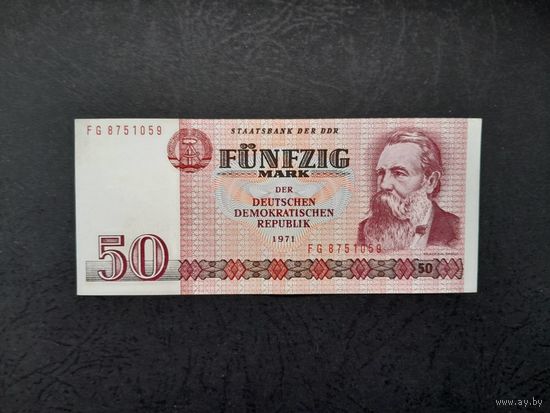 FG 8751059
STAATSBANK DER DDR
FÜNFZIG
MARK
DER
DEUTSCHEN
DEMOKRATISCHEN
REPUBLIK
1971
FG 8751059
50
50
www.ay.by